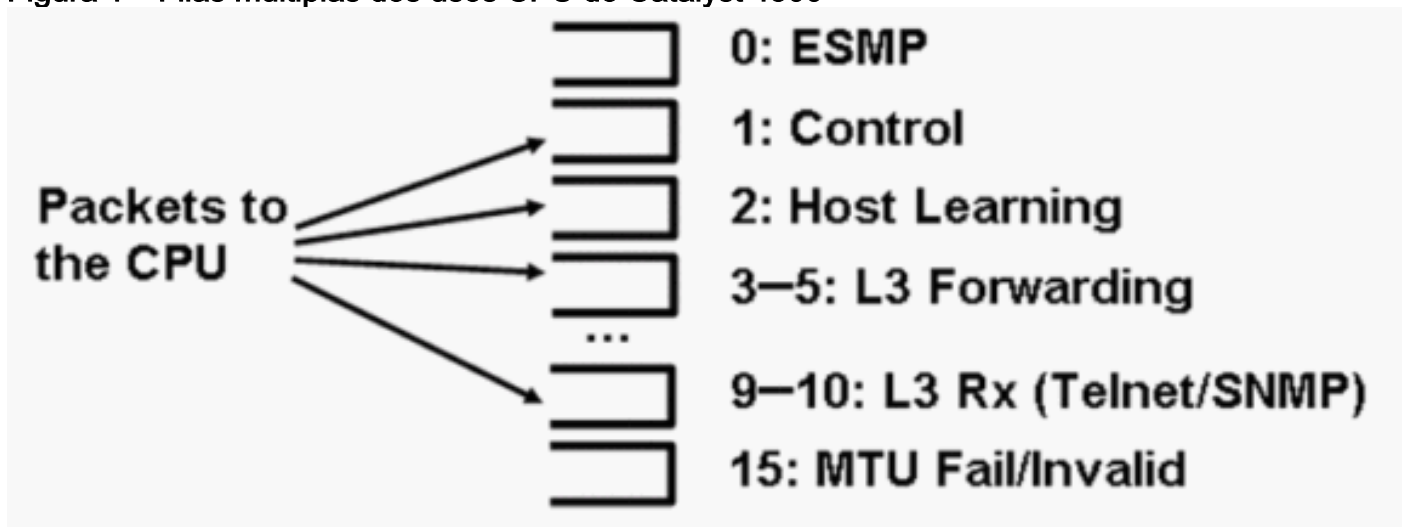 0: ESMP
1: Control
2: Host Learning
Packets to
the CPU
3–5: L3 Forwarding
...
9–10: L3 Rx (Telnet/SNMP)
15: MTU Fail/Invalid